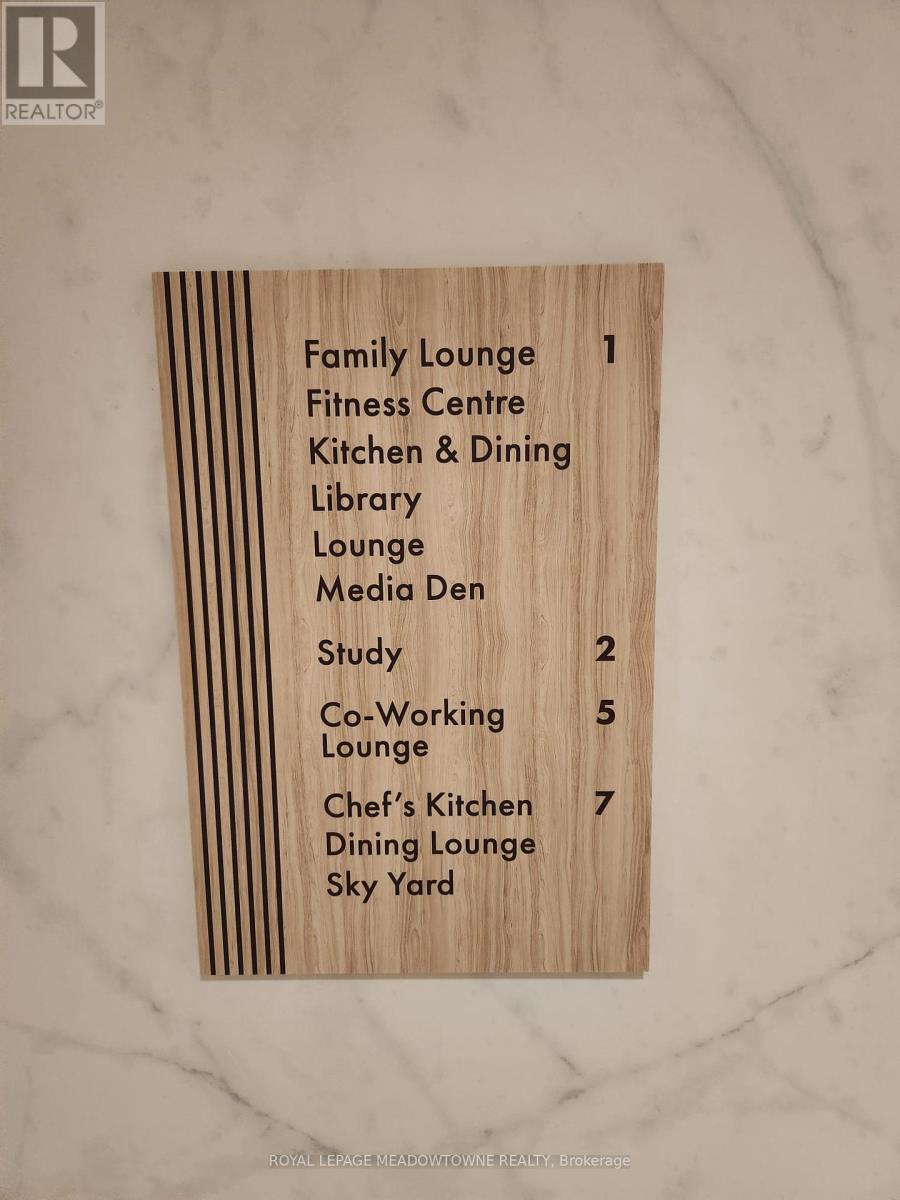 R
REALTOR®
Family Lounge 1
Fitness Centre
Kitchen & Dining
Library
Lounge
Media Den
Study 2
Co-Working 5
Lounge
Chef's Kitchen 7
Dining Lounge
Sky Yard
ROYAL LEPAGE MEADOWTOWNE REALTY, Brokerage